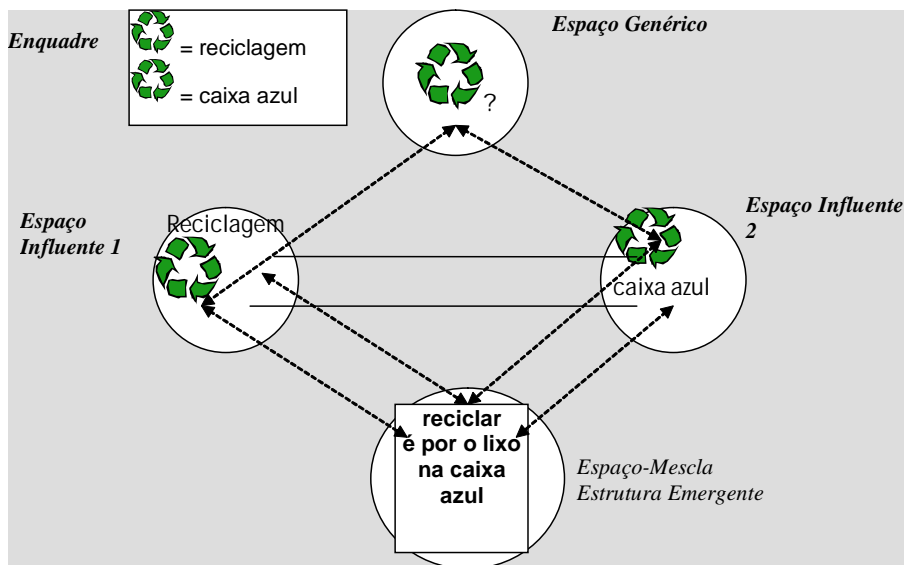 Enquadre
= reciclagem
= caixa azul
Espaço Genérico
?
Espaço
Influente 1
Reciclagem
Espaço Influente
2
caixa azul
reciclar
é por o lixo
na caixa
azul
Espaço-Mescla
Estrutura Emergente